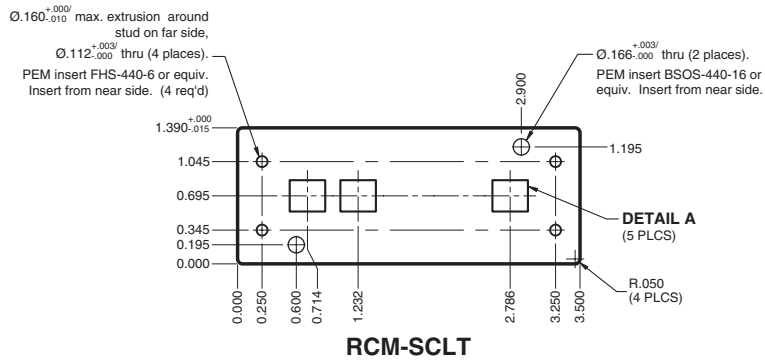 Ø.160+.000/-.010 max. extrusion around
stud on far side,
Ø.112+.003/-.000 thru (4 places).
PEM insert FHS-440-6 or equiv.
Insert from near side. (4 req'd)
Ø.166+.003/-.000 thru (2 places).
PEM insert BSOS-440-16 or
equiv. Insert from near side.
2.900
1.390+.000-.015
1.195
1.045
0.695
0.345
0.195
0.000
DETAIL A
(5 PLCS)
R.050
(4 PLCS)
0.000
0.250
0.600
0.714
1.232
2.786
3.250
3.500
RCM-SCLT